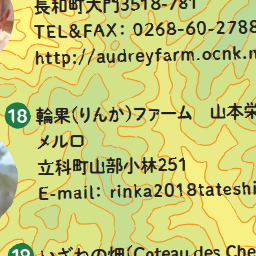 長和町大門3518-781
TEL&FAX: 0268-60-2788
http://audreyfarm.ocnk.n
18 輪果(りんか)ファーム 山本栄
メルロ
立科町山部小林251
E-mail: rinka2018tateshi
19 いざわの畑(Coteau des Che